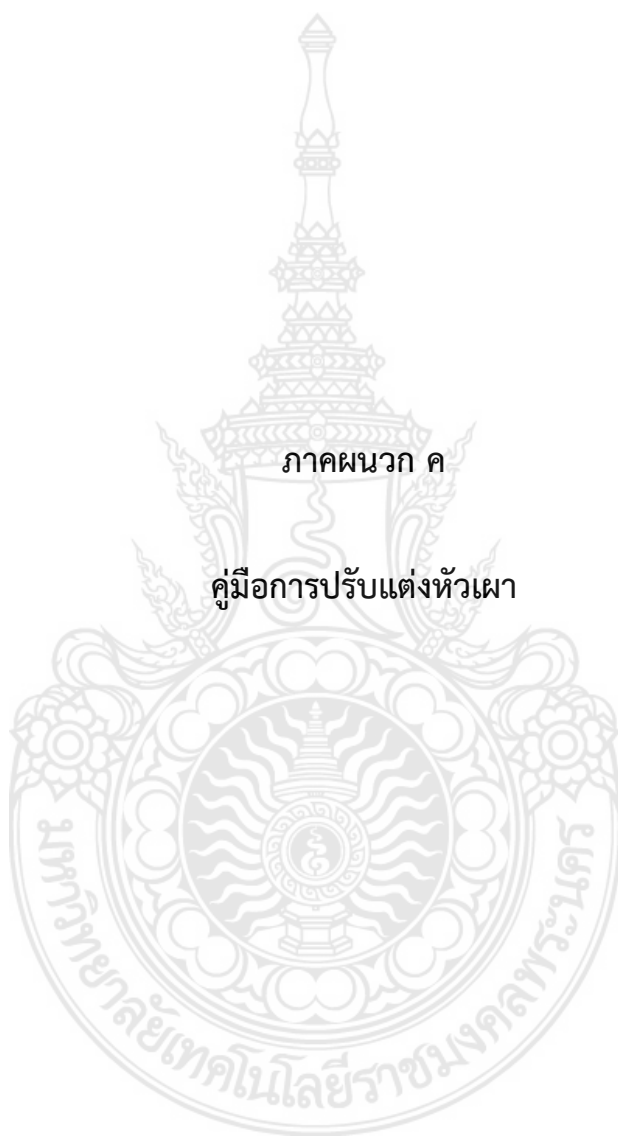 ภาคผนวก ค
คู่มือการปรับแต่งหัวเผา
มหาวิทยาลัยเทคโนโลยีราชมงคลพระนคร